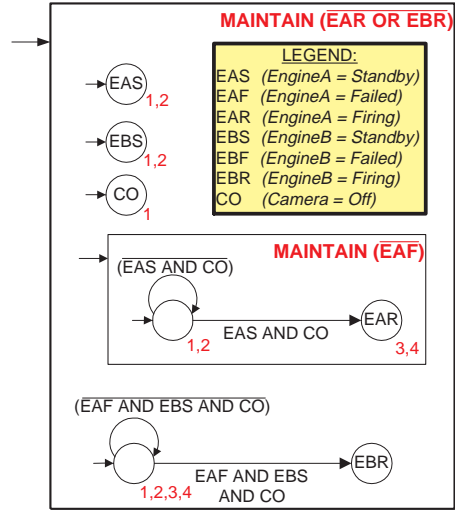 MAINTAIN (EAR OR EBR)
LEGEND:
EAS (EngineA = Standby)
EAF (EngineA = Failed)
EAR (EngineA = Firing)
EBS (EngineB = Standby)
EBF (EngineB = Failed)
EBR (EngineB = Firing)
CO (Camera = Off)
EAS
1,2
EBS
1,2
CO
1
MAINTAIN (EAF)
(EAS AND CO)
EAR
1,2
EAS AND CO
3,4
(EAF AND EBS AND CO)
EBR
1,2,3,4
EAF AND EBS
AND CO